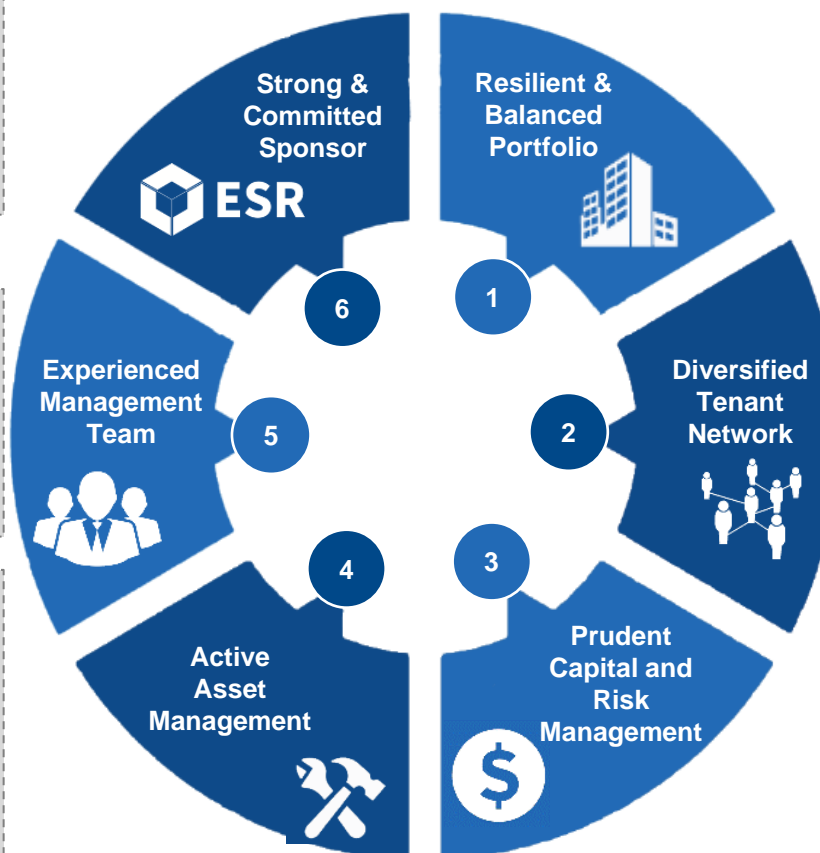 Resilient &
Balanced
Portfolio
1
Diversified
Tenant
Network
2
Prudent
Capital and
Risk
Management
3
$
Active
Asset
Management
4
Experienced
Management
Team
5
Strong &
Committed
Sponsor
ESR
6